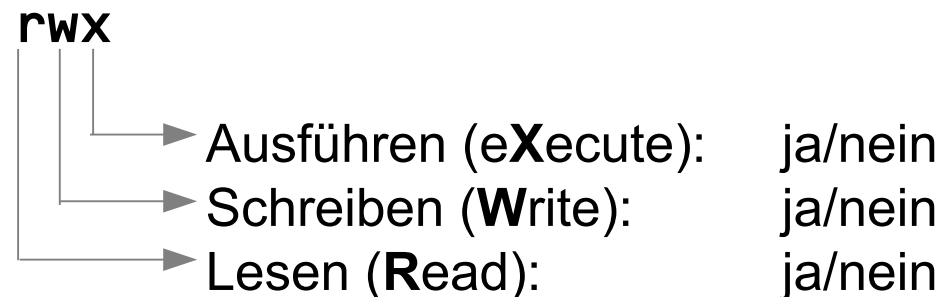 rwx
Ausführen (eXecute): ja/nein
Schreiben (Write): ja/nein
Lesen (Read): ja/nein